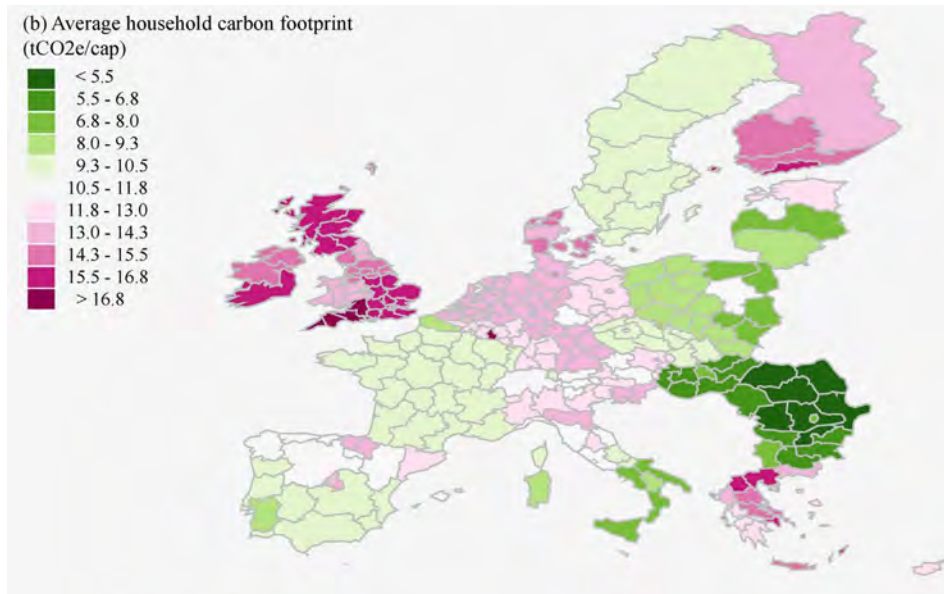 (b) Average household carbon footprint
(tCO2e/cap)
< 5.5
5.5 - 6.8
6.8 - 8.0
8.0 - 9.3
9.3 - 10.5
10.5 - 11.8
11.8 - 13.0
13.0 - 14.3
14.3 - 15.5
15.5 - 16.8
> 16.8